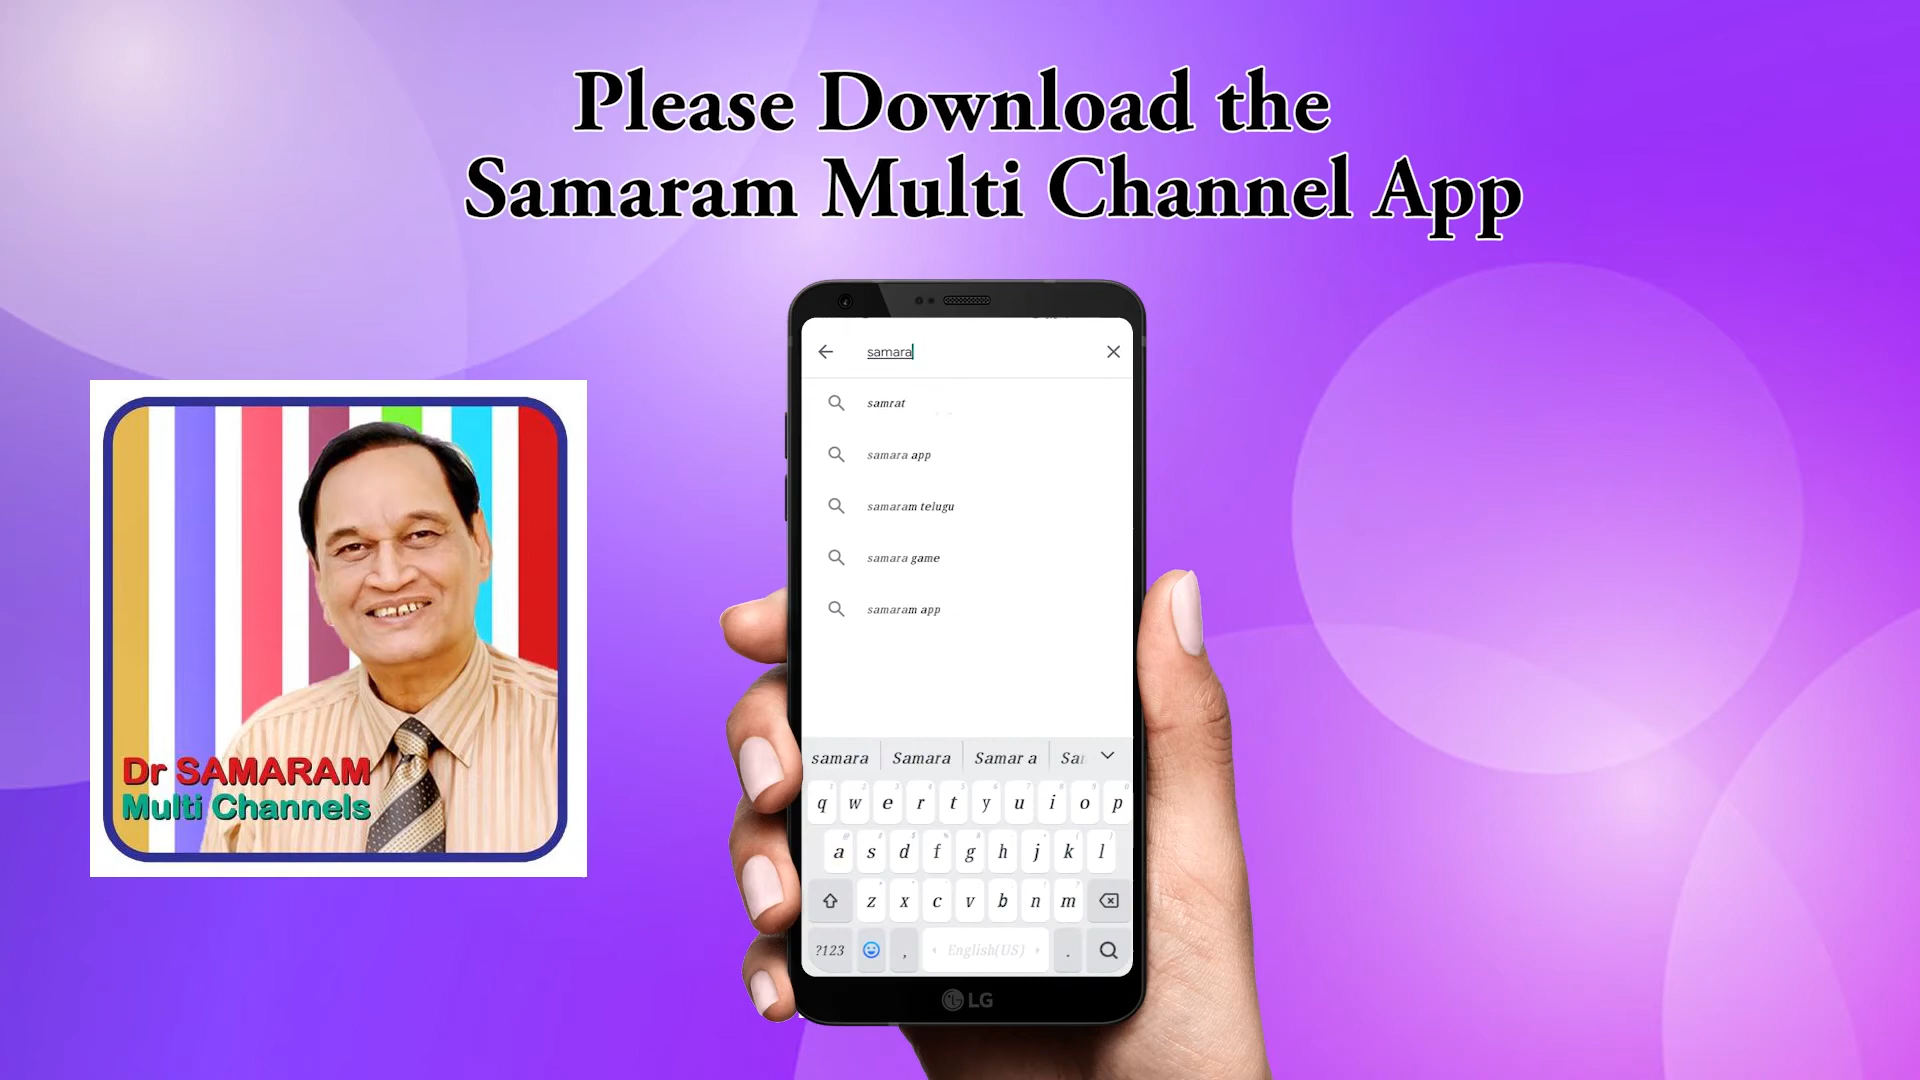 Please Download the
Samaram Multi Channel App
samara
samrat
samara app
samaram telugu
samara game
samaram app
Dr SAMARAM
Multi Channels
samara Samara Samar a Sar
q w e r t y u i o p
a s d f g h j k l
z x c v b n m
?123 , English(US) .
LG